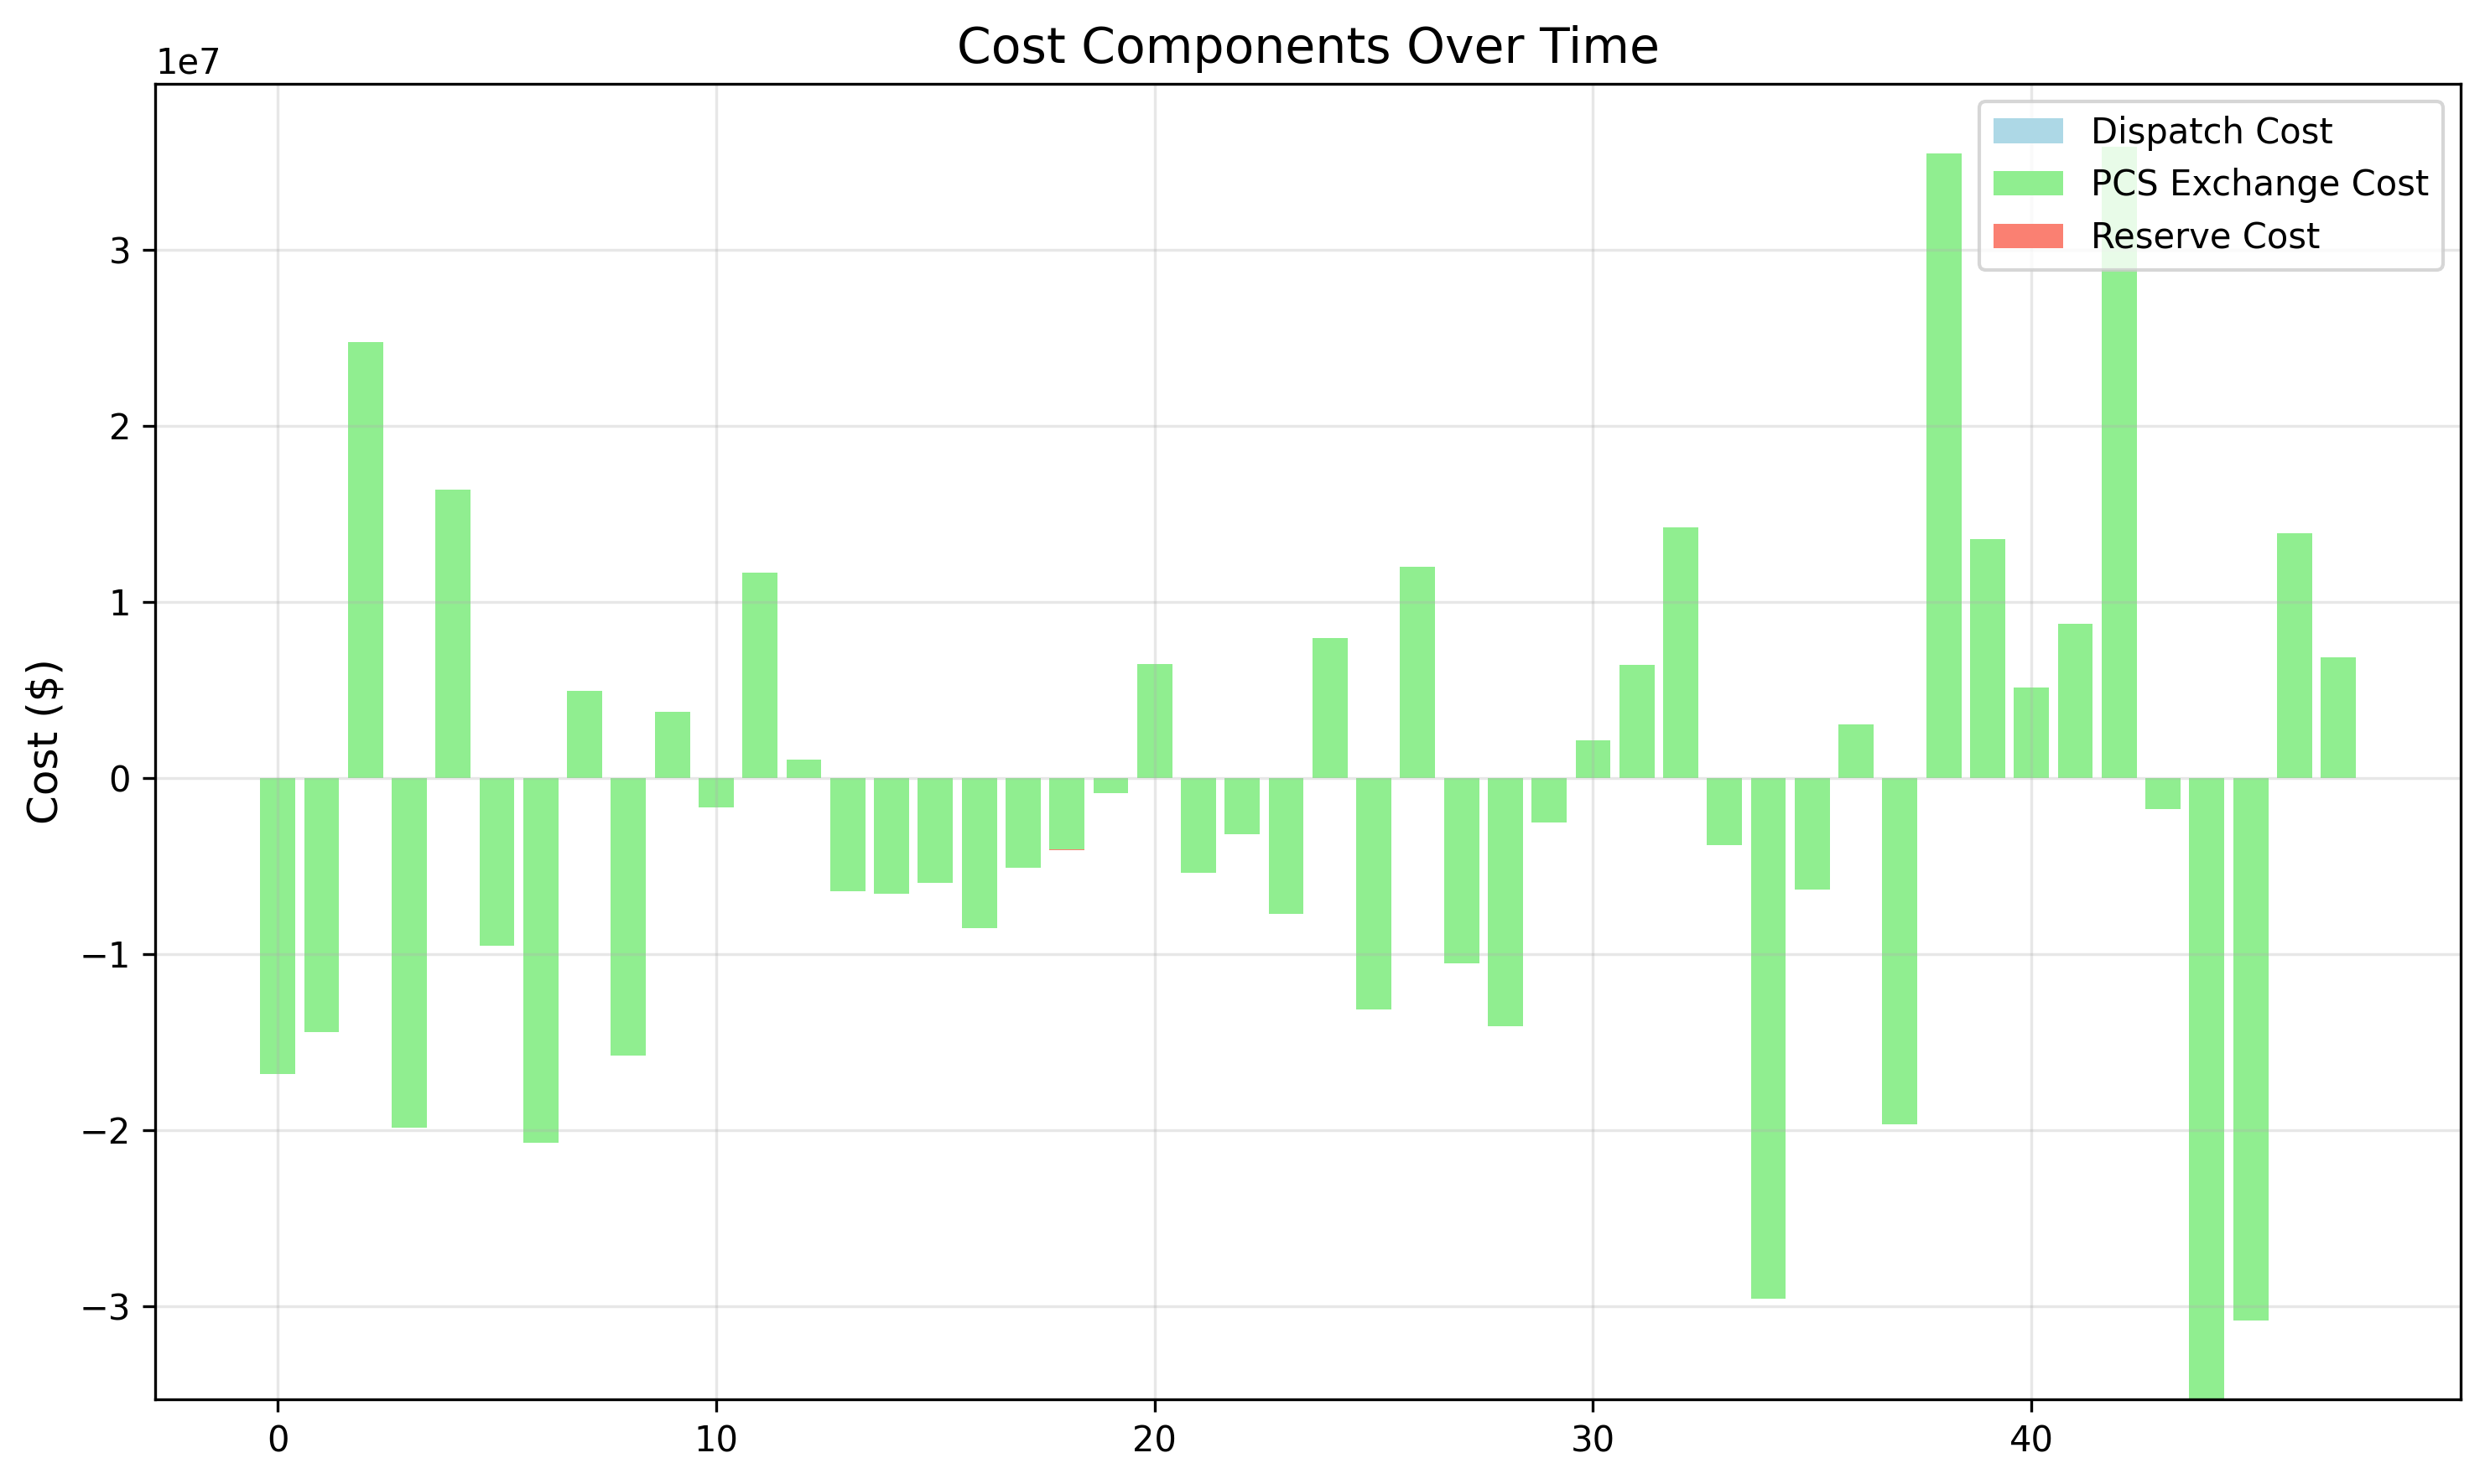 Cost Components Over Time
1e7
Dispatch Cost
PCS Exchange Cost
Reserve Cost
3
2
1
0
−1
−2
−3
Cost ($)
0 10 20 30 40